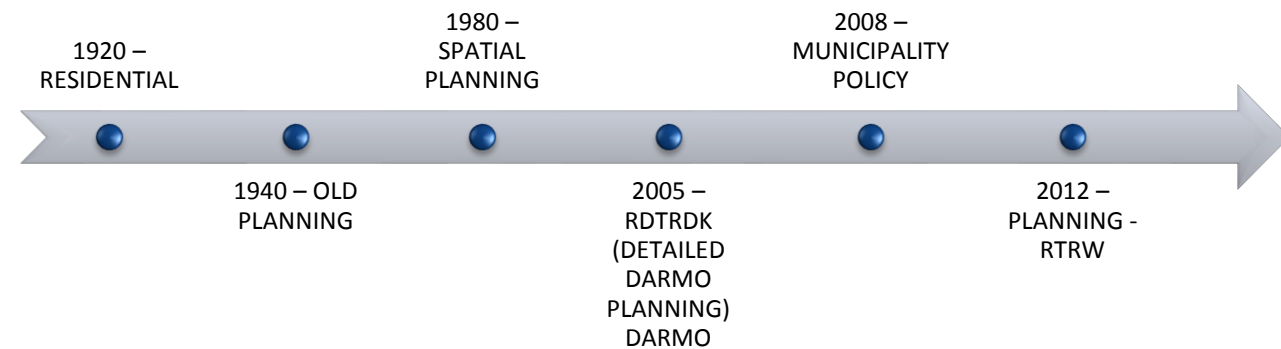 1920 –
RESIDENTIAL
1940 – OLD
PLANNING
1980 –
SPATIAL
PLANNING
2005 –
RDTRDK
(DETAILED
DARMO
PLANNING)
DARMO
2008 –
MUNICIPALITY
POLICY
2012 –
PLANNING -
RTRW